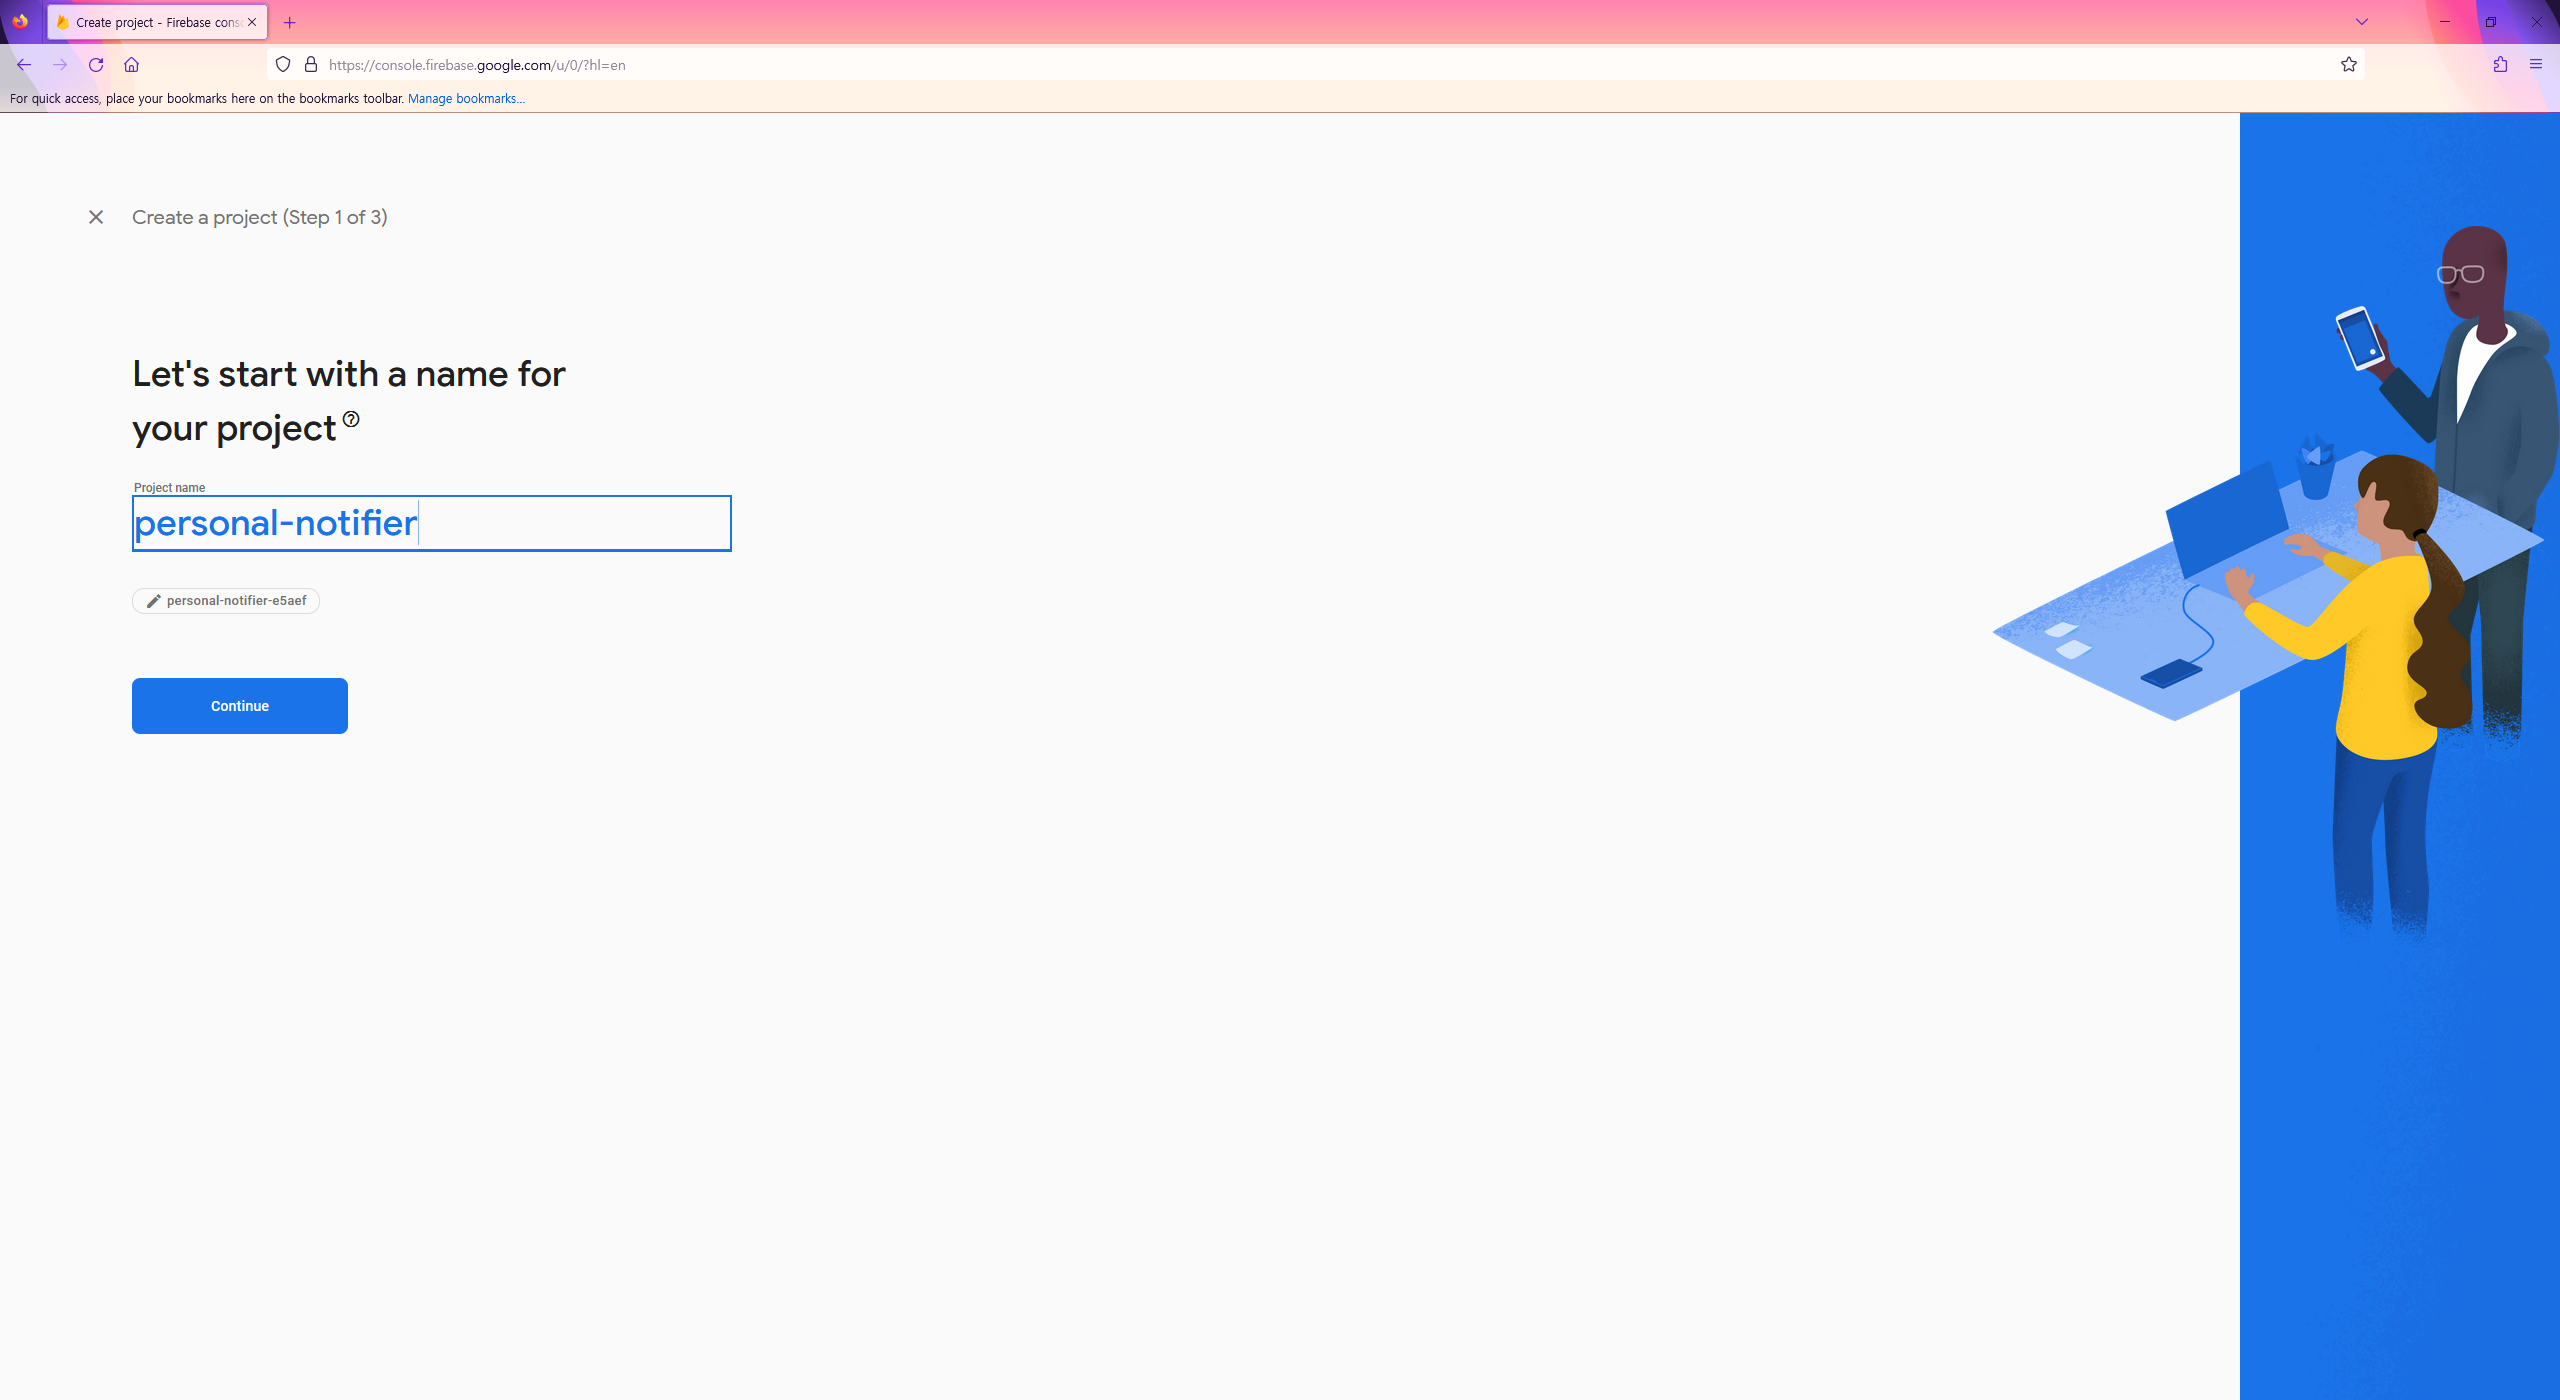 Create project - Firebase cons
https://console.firebase.google.com/u/0/?hl=en
For quick access, place your bookmarks here on the bookmarks toolbar. Manage bookmarks...
Create a project (Step 1 of 3)
Let's start with a name for
your project
Project name
personal-notifier
personal-notifier-e5aef
Continue